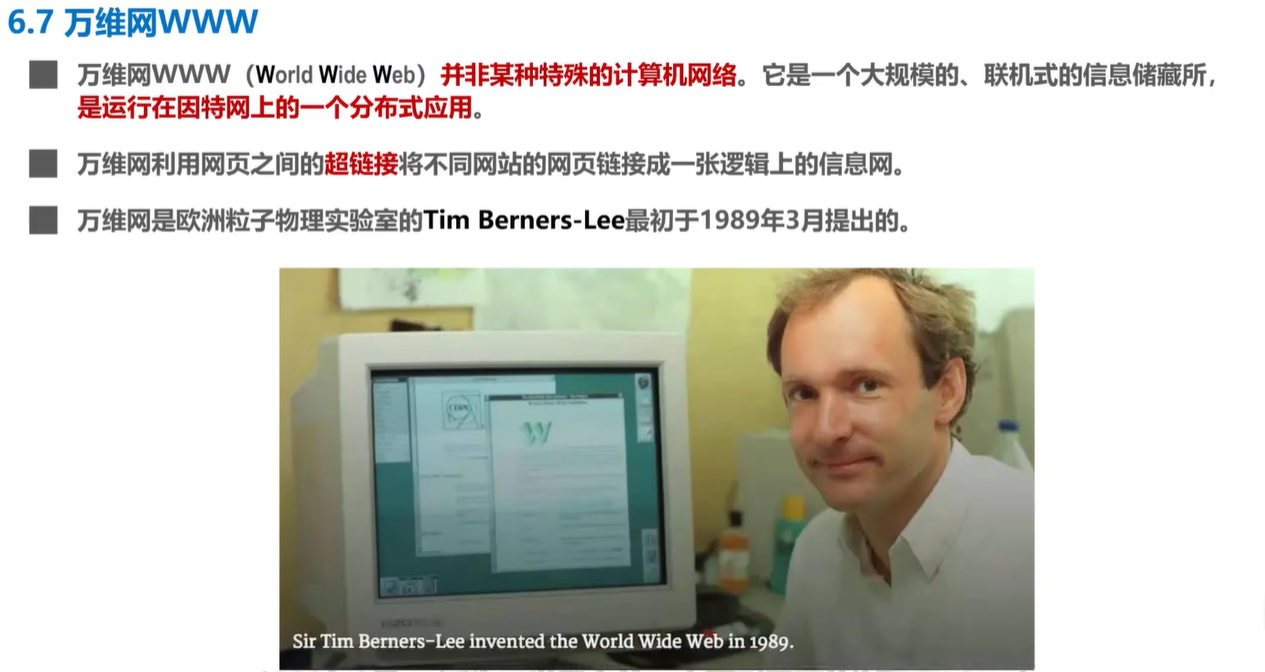 6.7 万维网WWW
万维网WWW（World Wide Web）并非某种特殊的计算机网络。它是一个大规模的、联机式的信息储藏所，
是运行在因特网上的一个分布式应用。
万维网利用网页之间的超链接将不同网站的网页链接成一张逻辑上的信息网。
万维网是欧洲粒子物理实验室的Tim Berners-Lee最初于1989年3月提出的。
CERN
W
Sir Tim Berners-Lee invented the World Wide Web in 1989.